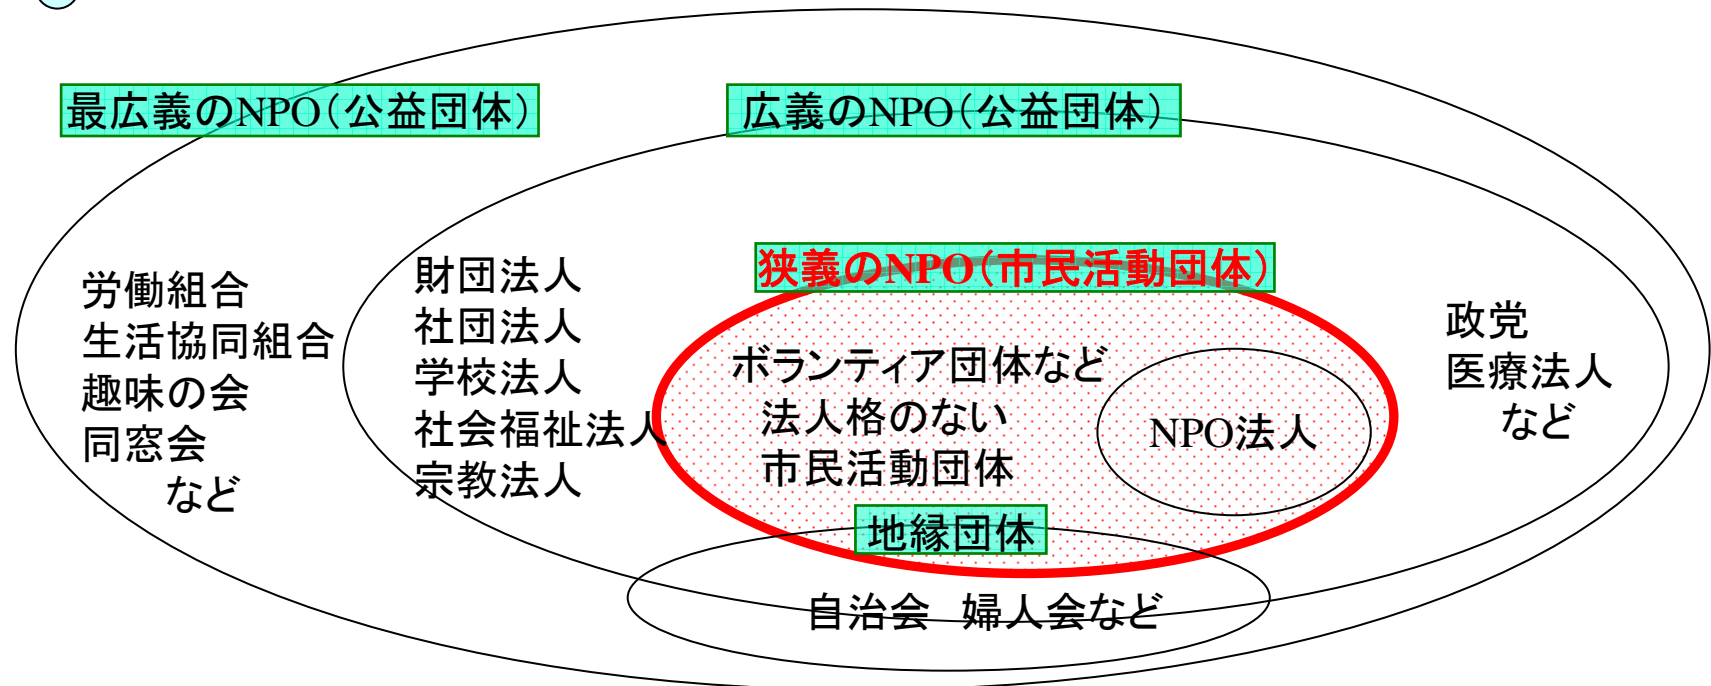 最広義のNPO（公益団体）
広義のNPO（公益団体）
狭義のNPO（市民活動団体）
労働組合
生活協同組合
趣味の会
同窓会
など
財団法人
社団法人
学校法人
社会福祉法人
宗教法人
ボランティア団体など
法人格のない
市民活動団体
NPO法人
政党
医療法人
など
地縁団体
自治会　婦人会など